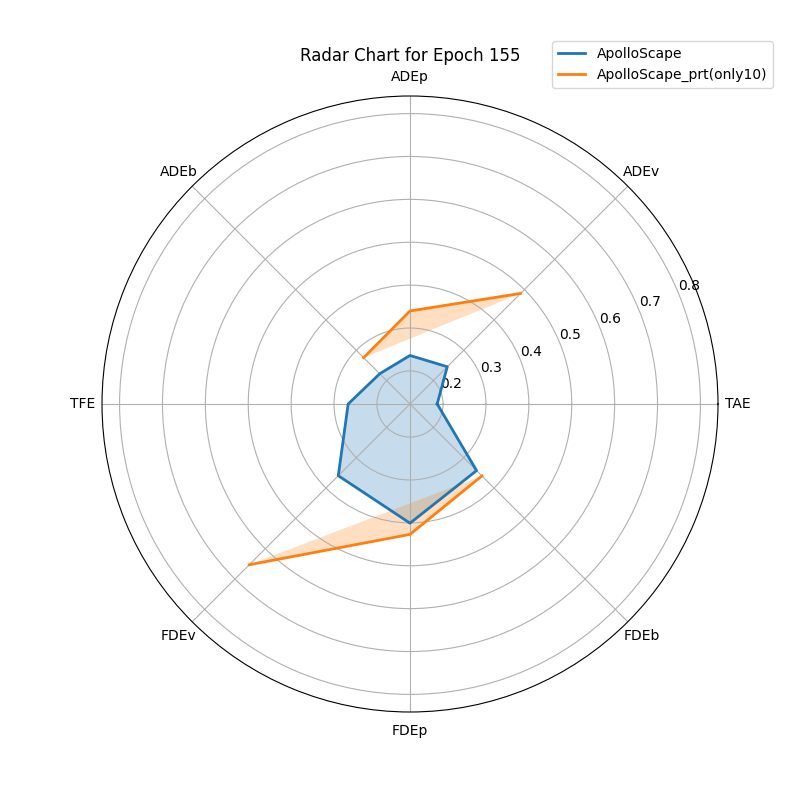 Radar Chart for Epoch 155
ApolloScape
ApolloScape_prt(only10)
ADEp
ADEb
ADEv
0.8
0.7
0.6
0.5
0.4
0.3
0.2
TFE
TAE
FDEv
FDEb
FDEp